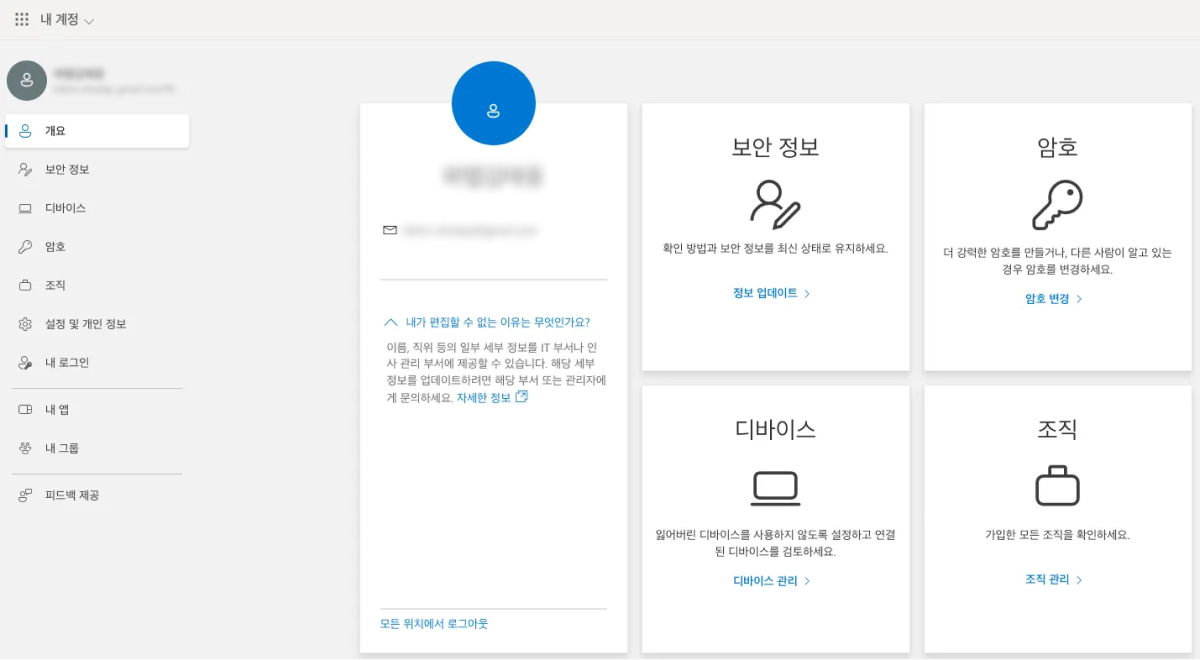 내 계정
개요
보안 정보
디바이스
암호
조직
설정 및 개인 정보
내 로그인
내 앱
내 그룹
피드백 제공
내가 편집할 수 없는 이유는 무엇인가요?
이름, 직위 등의 일부 세부 정보를 IT 부서나 인
사 관리 부서에 제공할 수 있습니다. 해당 세부
정보를 업데이트하려면 해당 부서 또는 관리자에
게 문의하세요. 자세한 정보
모든 위치에서 로그아웃
보안 정보
확인 방법과 보안 정보를 최신 상태로 유지하세요.
정보 업데이트
암호
더 강력한 암호를 만들거나, 다른 사람이 알고 있는
경우 암호를 변경하세요.
암호 변경
디바이스
잃어버린 디바이스를 사용하지 않도록 설정하고 연결
된 디바이스를 검토하세요.
디바이스 관리
조직
가입한 모든 조직을 확인하세요.
조직 관리